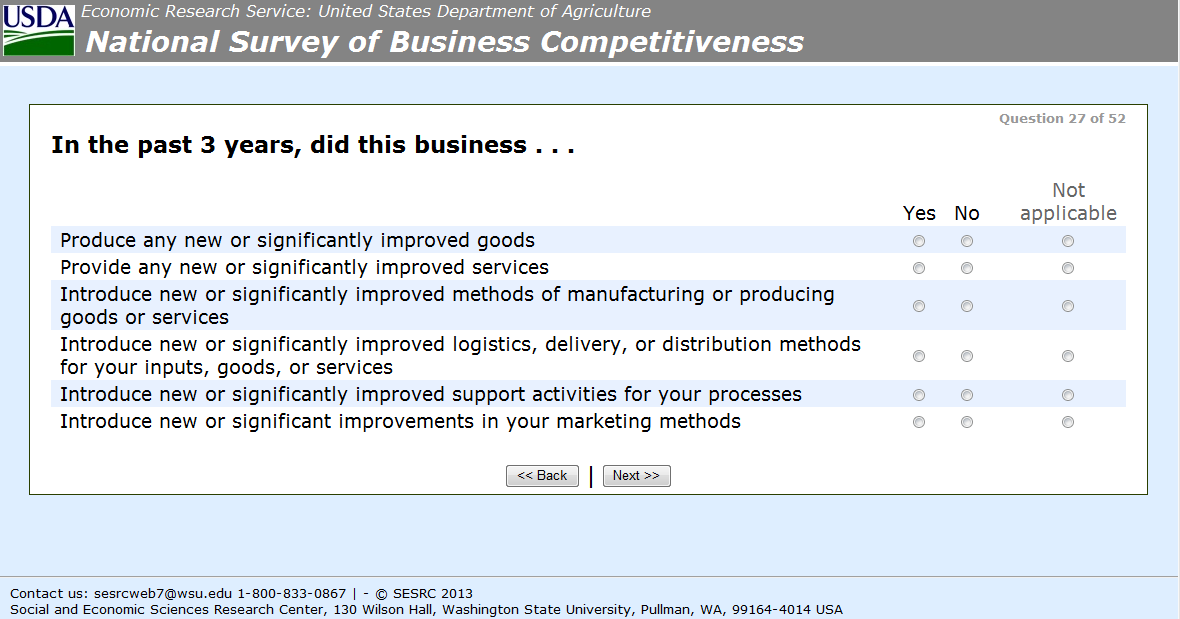 USDA
Economic Research Service: United States Department of Agriculture
National Survey of Business Competitiveness
Question 27 of 52
In the past 3 years, did this business . . .
Yes No Not applicable
Produce any new or significantly improved goods
Provide any new or significantly improved services
Introduce new or significantly improved methods of manufacturing or producing
goods or services
Introduce new or significantly improved logistics, delivery, or distribution methods
for your inputs, goods, or services
Introduce new or significantly improved support activities for your processes
Introduce new or significant improvements in your marketing methods
<< Back | Next >>
Contact us: sesrcweb7@wsu.edu 1-800-833-0867 | - © SESRC 2013
Social and Economic Sciences Research Center, 130 Wilson Hall, Washington State University, Pullman, WA, 99164-4014 USA